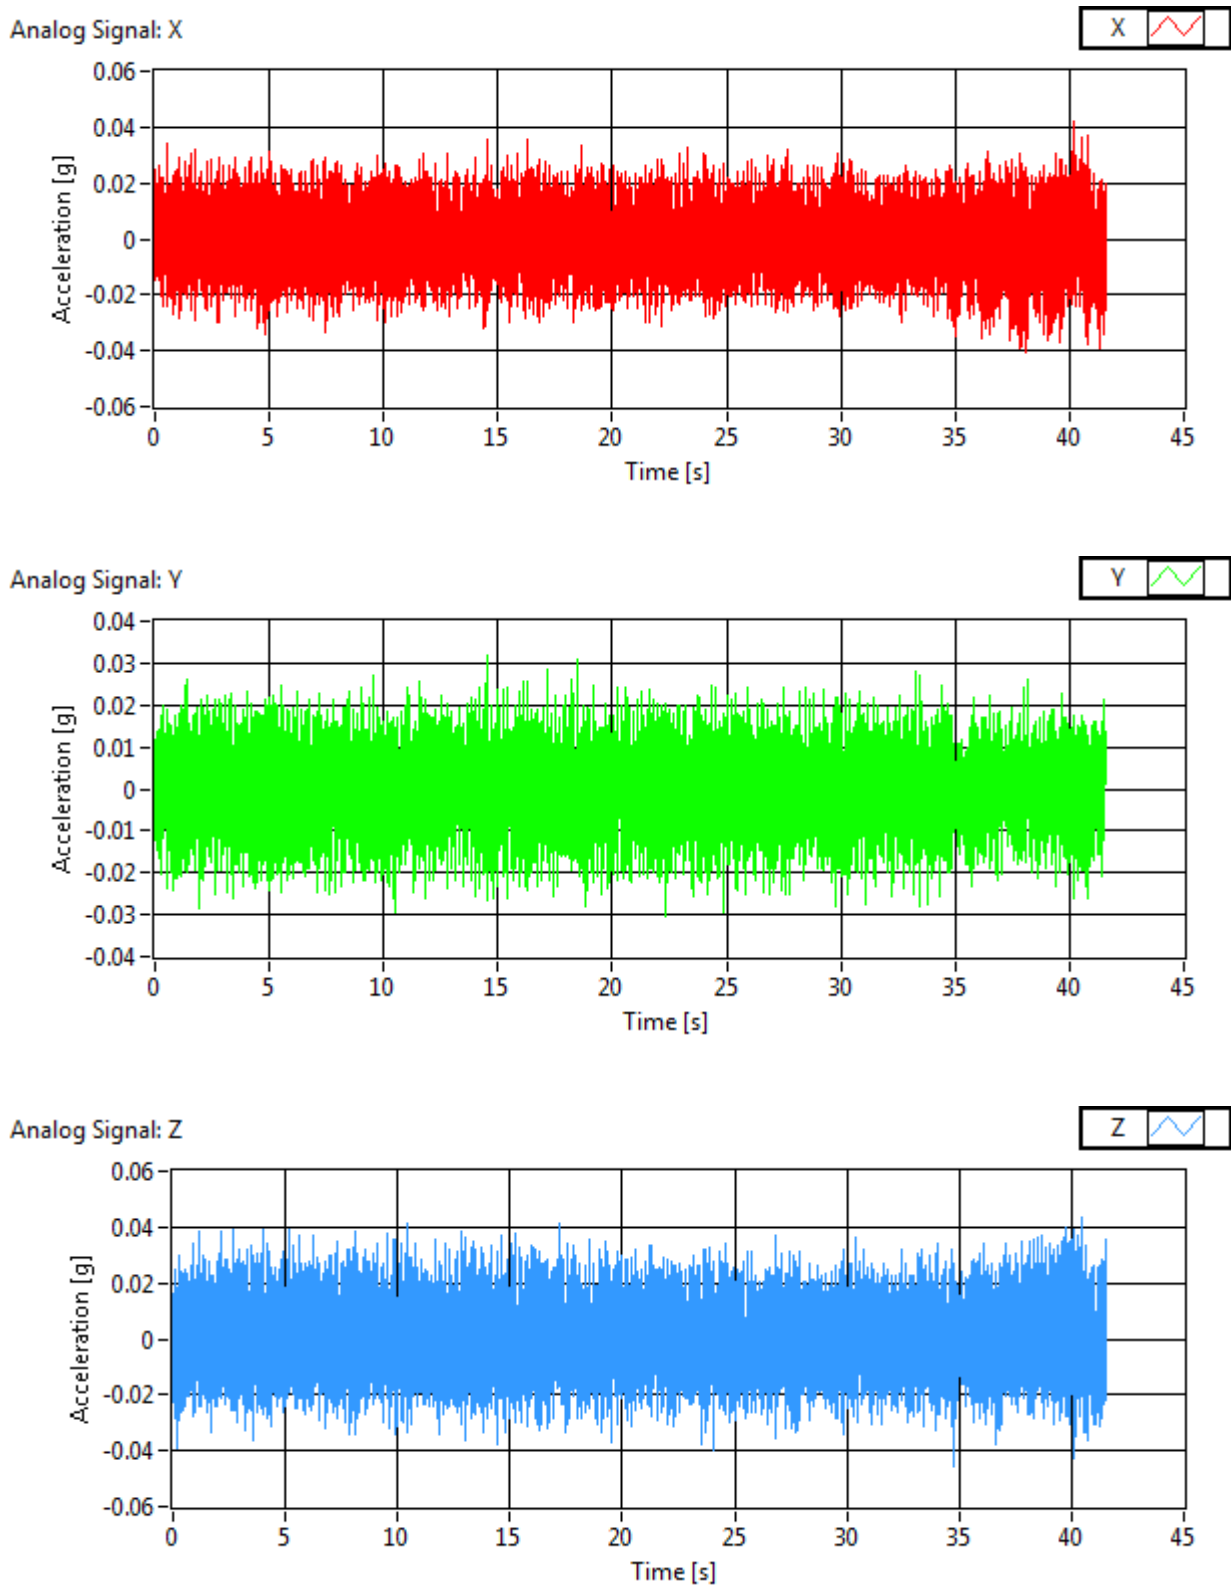 Analog Signal: X
X
0.06
0.04
0.02
0
-0.02
-0.04
-0.06
Acceleration [g]
0 5 10 15 20 25 30 35 40 45
Time [s]
Analog Signal: Y
Y
0.04
0.03
0.02
0.01
0
-0.01
-0.02
-0.03
-0.04
Acceleration [g]
0 5 10 15 20 25 30 35 40 45
Time [s]
Analog Signal: Z
Z
0.06
0.04
0.02
0
-0.02
-0.04
-0.06
Acceleration [g]
0 5 10 15 20 25 30 35 40 45
Time [s]